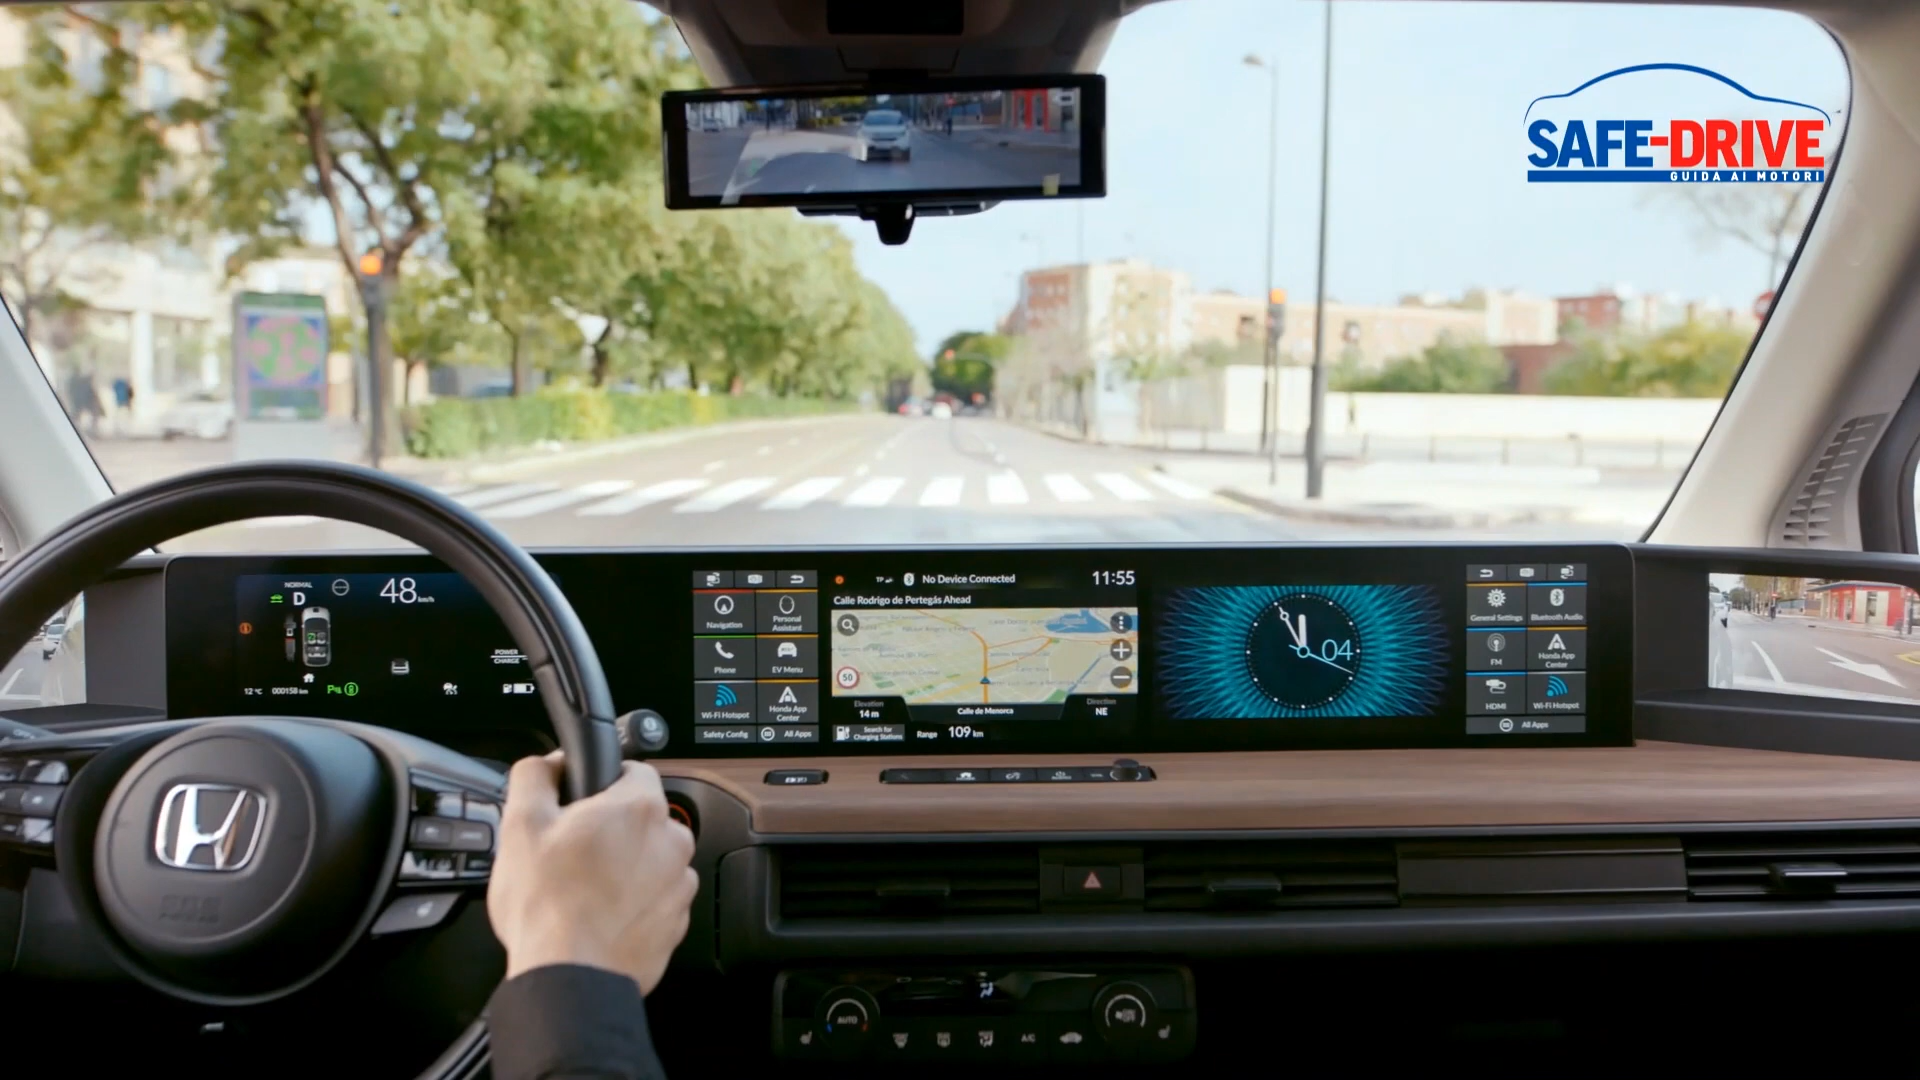 SAFE-DRIVE
GUIDA AI MOTORI
NORMAL
D
48 km/h
POWER
CHARGE
12 °C 000158 km
Navigation
Personal
Assistant
Phone
EV Menu
Wi-Fi Hotspot
Honda App
Center
Safety Config
All Apps
TP
No Device Connected
11:55
Calle Rodrigo de Pertegás Ahead
50
Elevation
14 m
Calle de Menorca
Direction
NE
Search for
Charging Stations
Range 109 km
04
General Settings
Bluetooth Audio
FM
Honda App
Center
HDMI
Wi-Fi Hotspot
All Apps
AUTO
A/C